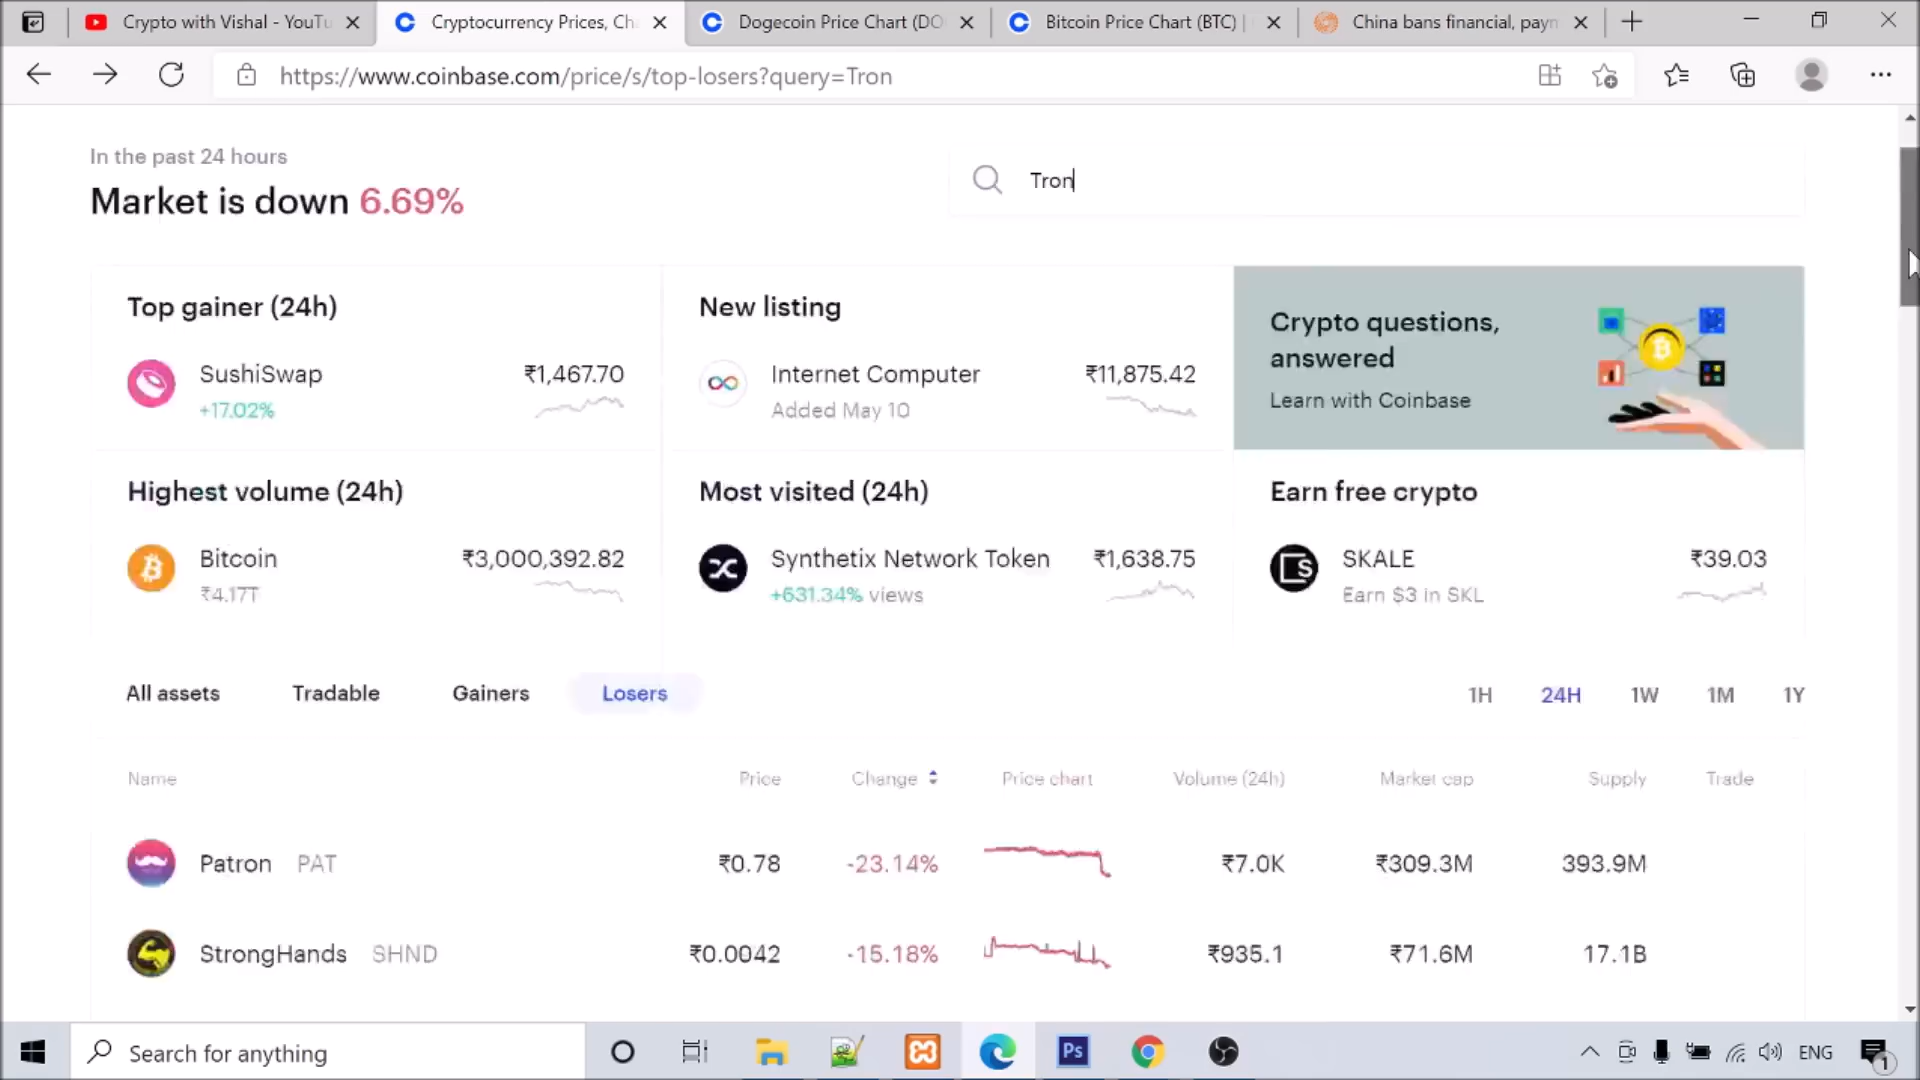 Crypto with Vishal - YouTu
Cryptocurrency Prices, Cha
Dogecoin Price Chart (DO
Bitcoin Price Chart (BTC) |
China bans financial, paym
https://www.coinbase.com/price/s/top-losers?query=Tron
In the past 24 hours
Market is down 6.69%
Tron
Top gainer (24h)
SushiSwap ₹1,467.70
+17.02%
New listing
Internet Computer ₹11,875.42
Added May 10
Crypto questions,
answered
Learn with Coinbase
Highest volume (24h)
Bitcoin ₹3,000,392.82
₹4.17T
Most visited (24h)
Synthetix Network Token ₹1,638.75
+631.34% views
Earn free crypto
SKALE ₹39.03
Earn $3 in SKL
All assets Tradable Gainers Losers 1H 24H 1W 1M 1Y
Name Price Change Price chart Volume (24h) Market cap Supply Trade
Patron PAT ₹0.78 -23.14% ₹7.0K ₹309.3M 393.9M
StrongHands SHND ₹0.0042 -15.18% ₹935.1 ₹71.6M 17.1B
Search for anything
Ps
ENG
1